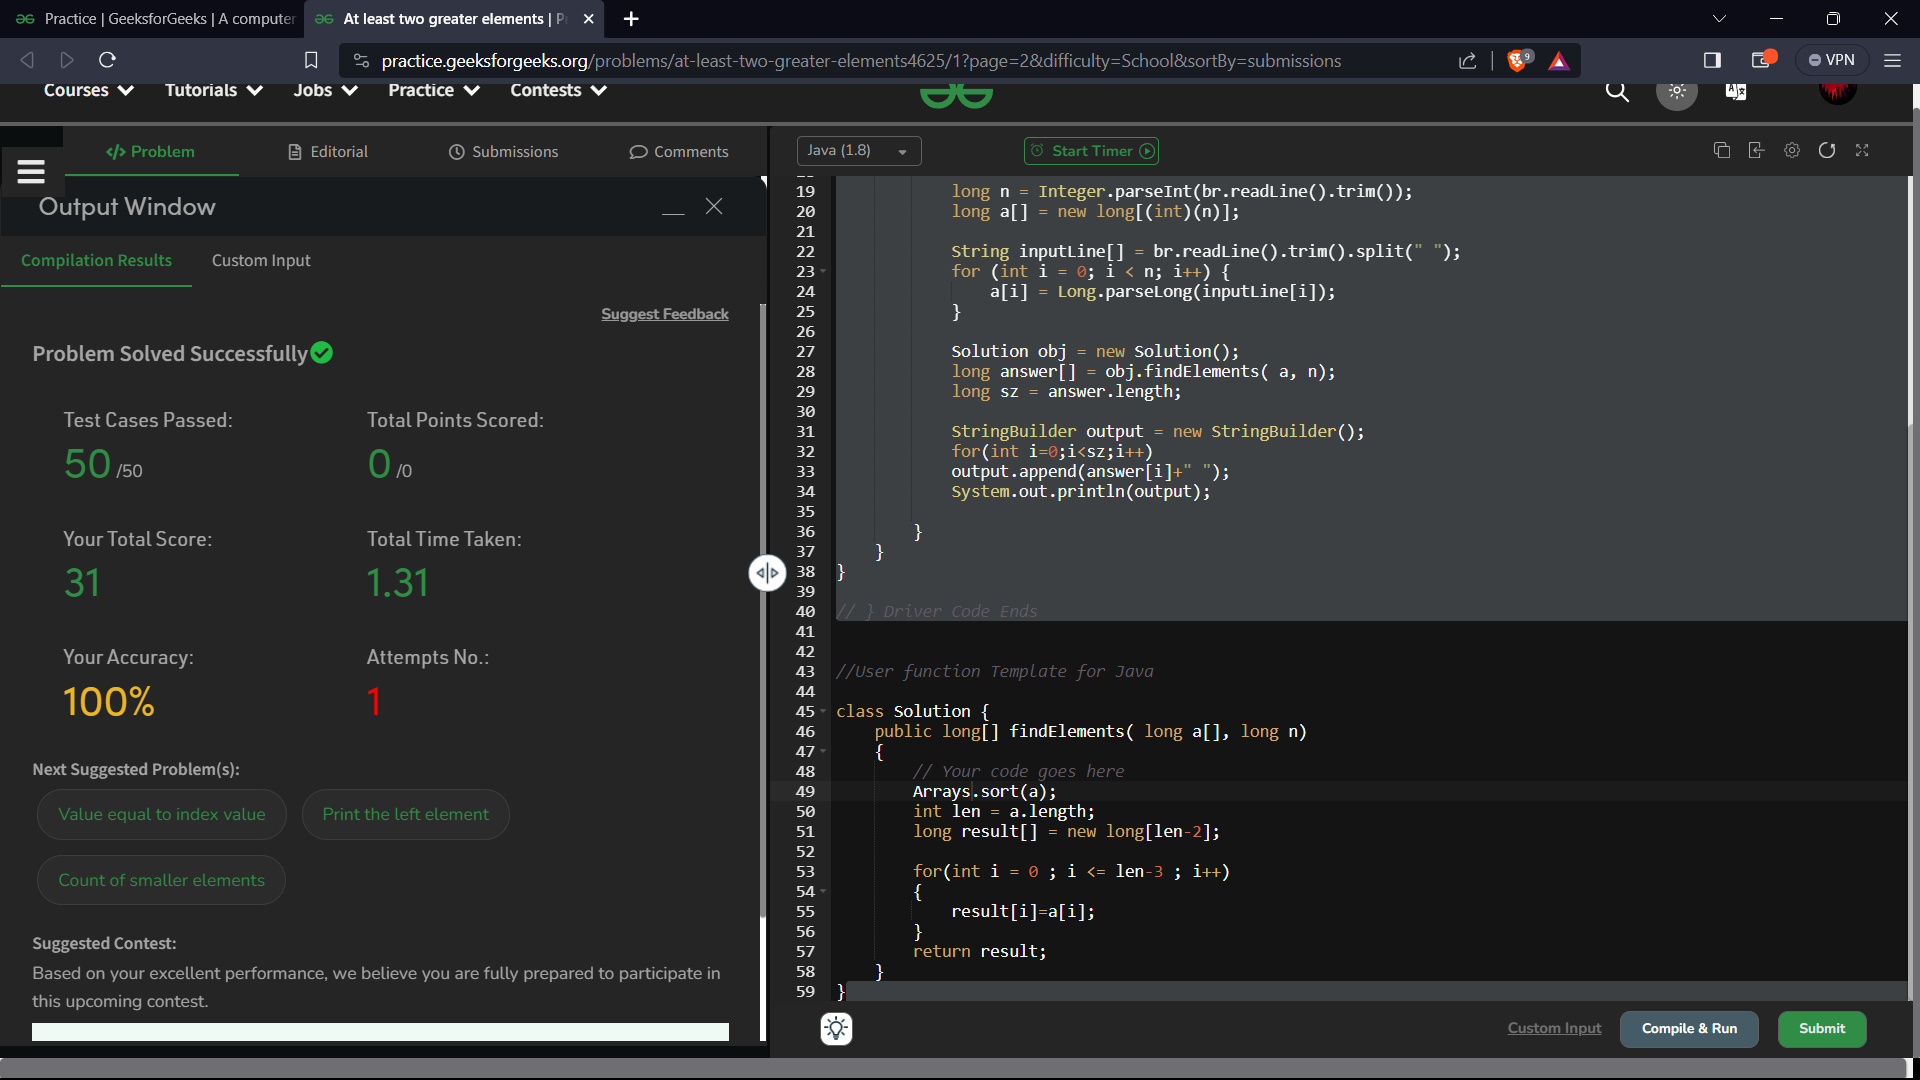 Practice | GeeksforGeeks | A computer
At least two greater elements | P
practice.geeksforgeeks.org/problems/at-least-two-greater-elements4625/1?page=2&difficulty=School&sortBy=submissions
9
VPN
Courses
Tutorials
Jobs
Practice
Contests
</> Problem
Editorial
Submissions
Comments
Java (1.8)
Start Timer
Output Window
Compilation Results
Custom Input
Suggest Feedback
Problem Solved Successfully
Test Cases Passed:
50 /50
Total Points Scored:
0 /0
Your Total Score:
31
Total Time Taken:
1.31
Your Accuracy:
100%
Attempts No.:
1
Next Suggested Problem(s):
Value equal to index value
Print the left element
Count of smaller elements
Suggested Contest:
Based on your excellent performance, we believe you are fully prepared to participate in
this upcoming contest.
19 long n = Integer.parseInt(br.readLine().trim());
20 long a[] = new long[(int)(n)];
21
22 String inputLine[] = br.readLine().trim().split(" ");
23 for (int i = 0; i < n; i++) {
24 a[i] = Long.parseLong(inputLine[i]);
25 }
26
27 Solution obj = new Solution();
28 long answer[] = obj.findElements( a, n);
29 long sz = answer.length;
30
31 StringBuilder output = new StringBuilder();
32 for(int i=0;i<sz;i++)
33 output.append(answer[i]+" ");
34 System.out.println(output);
35
36 }
37 }
38 }
39
40 // } Driver Code Ends
41
42
43 //User function Template for Java
44
45 class Solution {
46 public long[] findElements( long a[], long n)
47 {
48 // Your code goes here
49 Arrays.sort(a);
50 int len = a.length;
51 long result[] = new long[len-2];
52
53 for(int i = 0 ; i <= len-3 ; i++)
54 {
55 result[i]=a[i];
56 }
57 return result;
58 }
59 }
Custom Input
Compile & Run
Submit